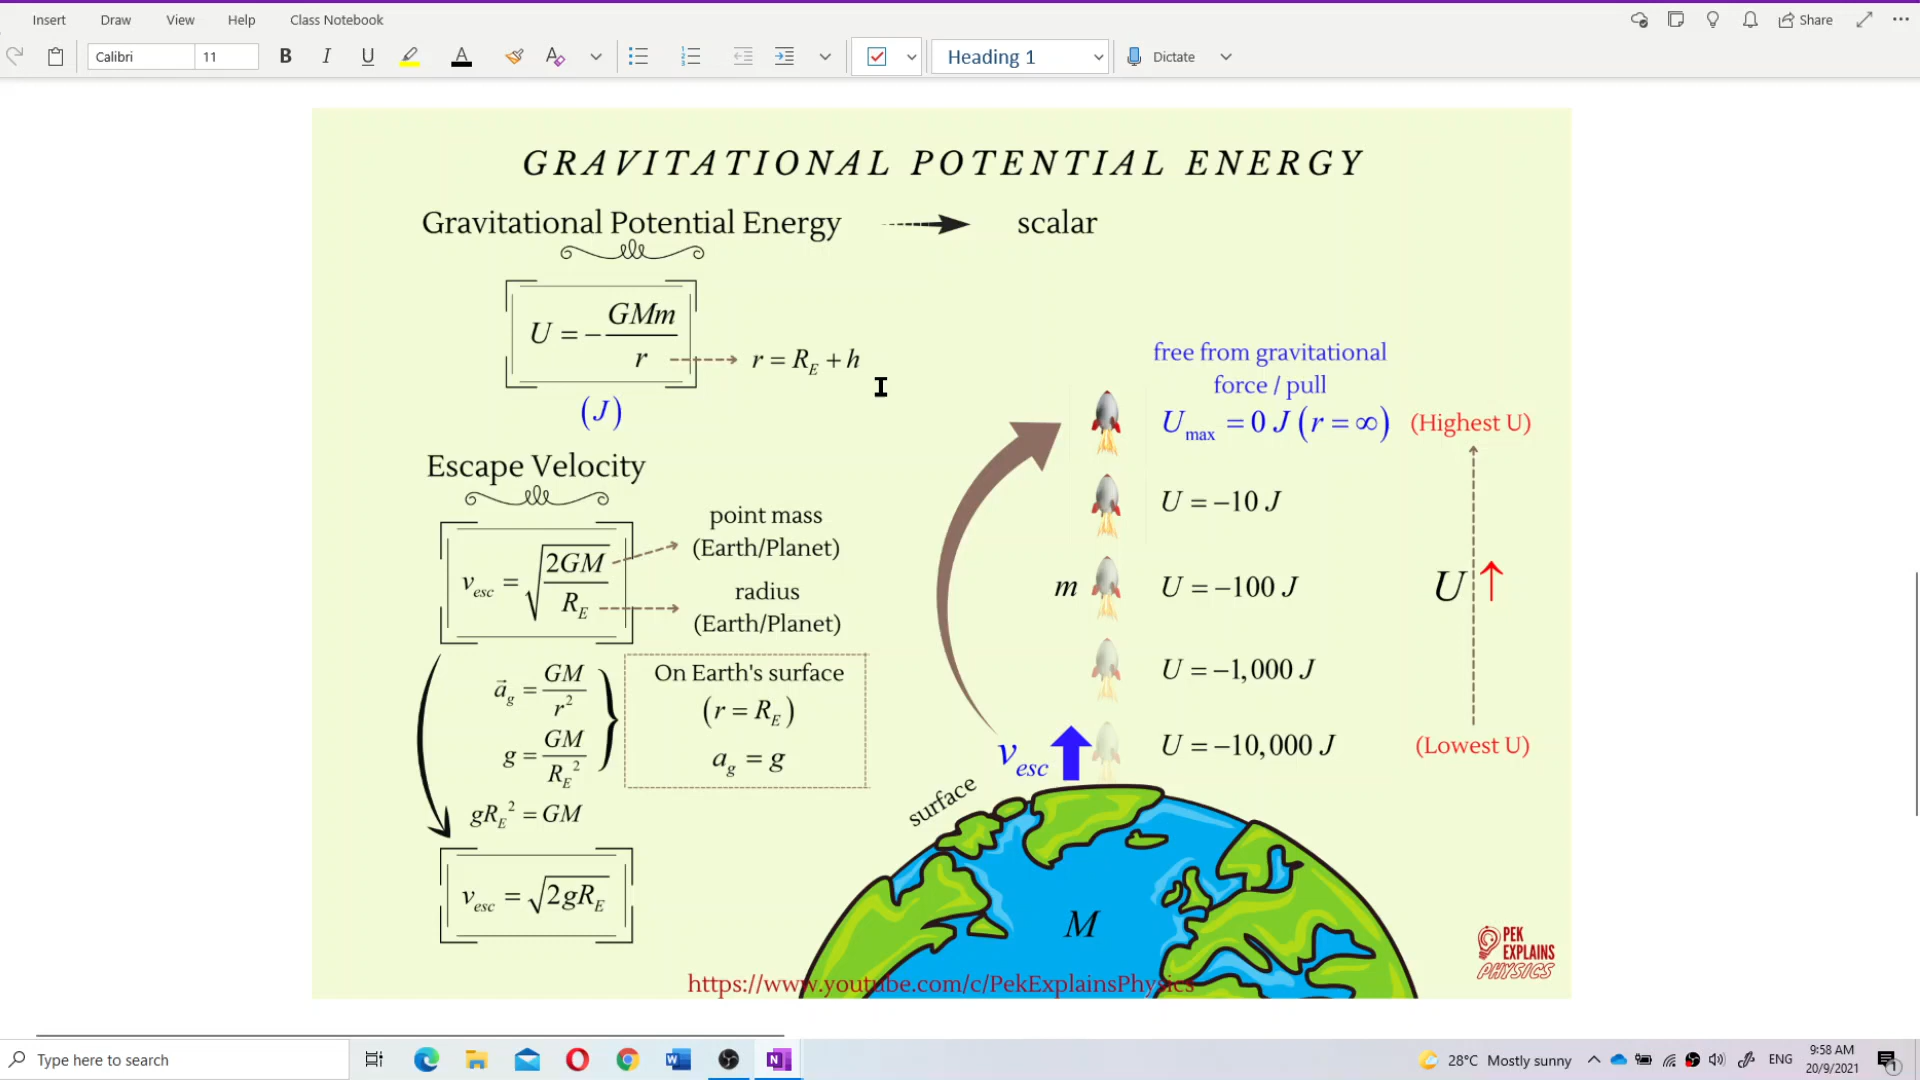 Insert Draw View Help Class Notebook Share
Calibri 11 B I U A Heading 1 Dictate
GRAVITATIONAL POTENTIAL ENERGY
Gravitational Potential Energy scalar
U = − GMm / r
r = R_E + h
(J)
Escape Velocity
v_esc = √(2GM / R_E)
point mass
(Earth/Planet)
radius
(Earth/Planet)
a⃗_g = GM / r²
g = GM / R_E²
gR_E² = GM
On Earth's surface
(r = R_E)
a_g = g
v_esc = √(2gR_E)
free from gravitational
force / pull
U_max = 0 J (r = ∞) (Highest U)
U = −10 J
m U = −100 J
U ↑
U = −1,000 J
v_esc U = −10,000 J (Lowest U)
surface
M
PEK
EXPLAINS
PHYSICS
https://www.youtube.com/c/PekExplainsPhysics
Type here to search
28°C Mostly sunny
ENG
9:58 AM
20/9/2021
1